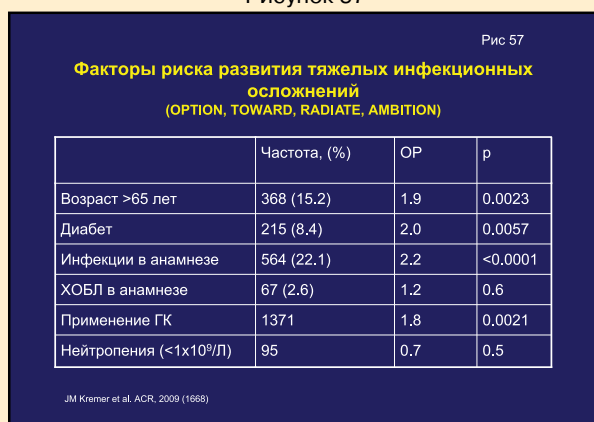 Рис 57
Факторы риска развития тяжелых инфекционных
осложнений
(OPTION, TOWARD, RADIATE, AMBITION)
Частота, (%) ОР р
Возраст >65 лет 368 (15.2) 1.9 0.0023
Диабет 215 (8.4) 2.0 0.0057
Инфекции в анамнезе 564 (22.1) 2.2 <0.0001
ХОБЛ в анамнезе 67 (2.6) 1.2 0.6
Применение ГК 1371 1.8 0.0021
Нейтропения (<1x10⁹/Л) 95 0.7 0.5
JM Kremer et al. ACR, 2009 (1668)